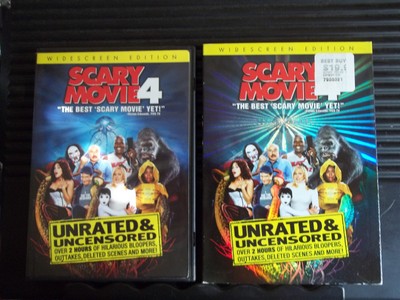 WIDESCREEN EDITION
SCARY
MOVIE 4
"THE BEST 'SCARY MOVIE' YET!"
UNRATED &
UNCENSORED
OVER 2 HOURS OF HILARIOUS BLOOPERS,
OUTTAKES, DELETED SCENES AND MORE!
WIDESCREEN EDITION
SCARY
MOVIE
"THE BEST 'SCARY MOVIE' YET!"
BEST BUY
UNRATED &
UNCENSORED
OVER 2 HOURS OF HILARIOUS BLOOPERS,
OUTTAKES, DELETED SCENES AND MORE!